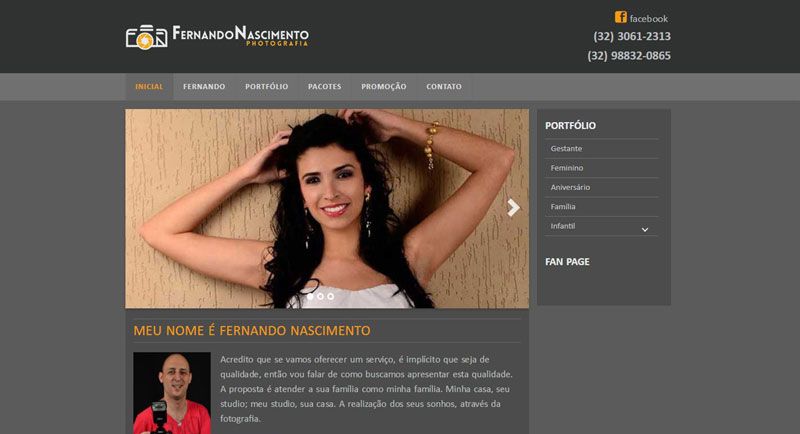 FERNANDO NASCIMENTO
PHOTOGRAFIA
facebook
(32) 3061-2313
(32) 98832-0865
INICIAL FERNANDO PORTFÓLIO PACOTES PROMOÇÃO CONTATO
PORTFÓLIO
Gestante
Feminino
Aniversário
Família
Infantil
FAN PAGE
MEU NOME É FERNANDO NASCIMENTO
Acredito que se vamos oferecer um serviço, é implícito que seja de
qualidade, então vou falar de como buscamos apresentar esta qualidade.
A proposta é atender a sua família como minha família. Minha casa, seu
studio; meu studio, sua casa. A realização dos seus sonhos, através da
fotografia.